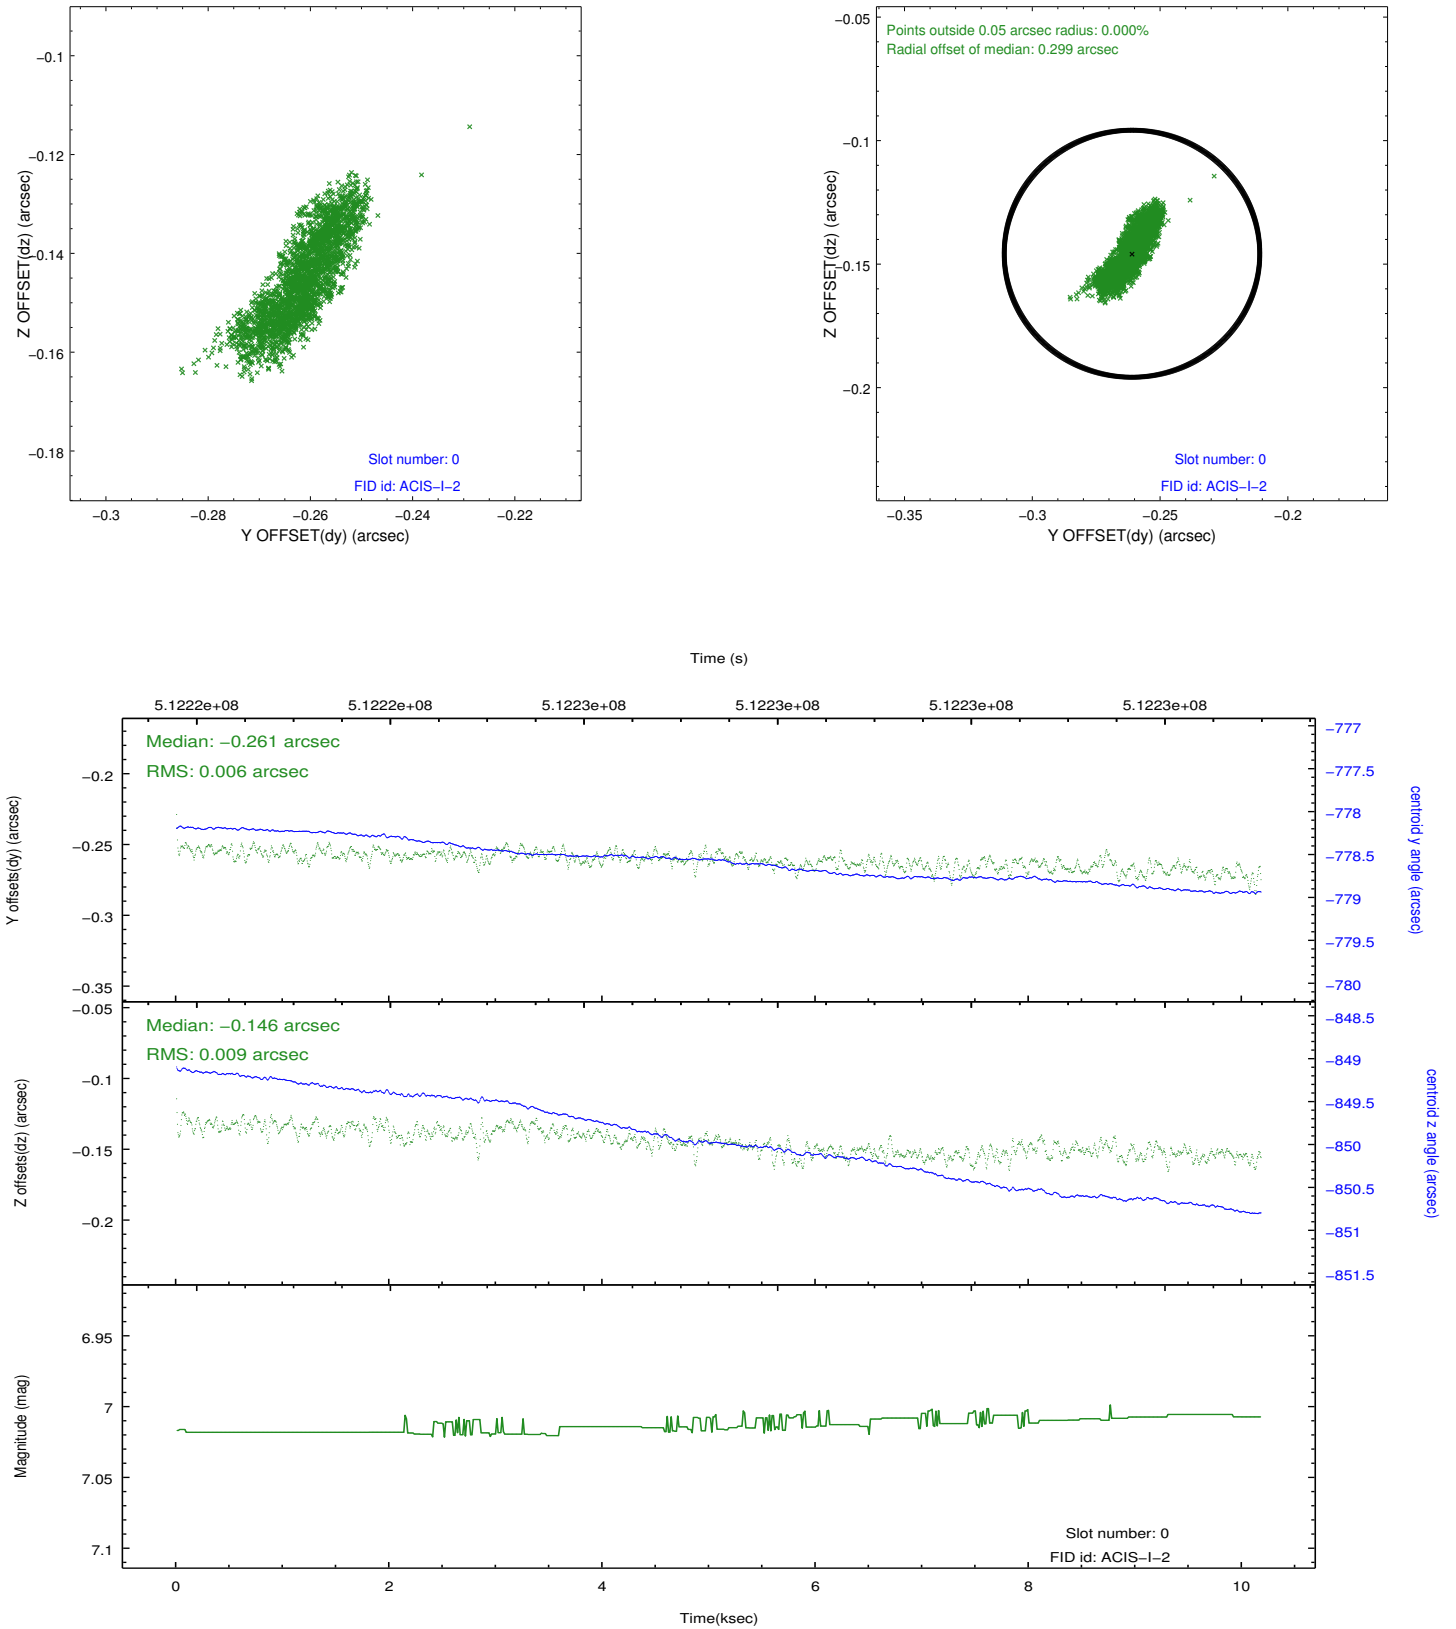 −0.1
−0.12
−0.14
−0.16
−0.18
Z OFFSET(dz) (arcsec)
Slot number: 0
FID id: ACIS−I−2
−0.3
−0.28
−0.26
−0.24
−0.22
Y OFFSET(dy) (arcsec)
Points outside 0.05 arcsec radius: 0.000%
Radial offset of median: 0.299 arcsec
−0.05
−0.1
−0.15
−0.2
Z OFFSET(dz) (arcsec)
Slot number: 0
FID id: ACIS−I−2
−0.35
−0.3
−0.25
−0.2
Y OFFSET(dy) (arcsec)
Time (s)
5.1222e+08
5.1222e+08
5.1223e+08
5.1223e+08
5.1223e+08
5.1223e+08
Median: −0.261 arcsec
RMS: 0.006 arcsec
−0.2
−0.25
−0.3
−0.35
Y offsets(dy) (arcsec)
−777
−777.5
−778
−778.5
−779
−779.5
−780
centroid y angle (arcsec)
Median: −0.146 arcsec
RMS: 0.009 arcsec
−0.05
−0.1
−0.15
−0.2
Z offsets(dz) (arcsec)
−848.5
−849
−849.5
−850
−850.5
−851
−851.5
centroid z angle (arcsec)
6.95
7
7.05
7.1
Magnitude (mag)
Slot number: 0
FID id: ACIS−I−2
0
2
4
6
8
10
Time(ksec)